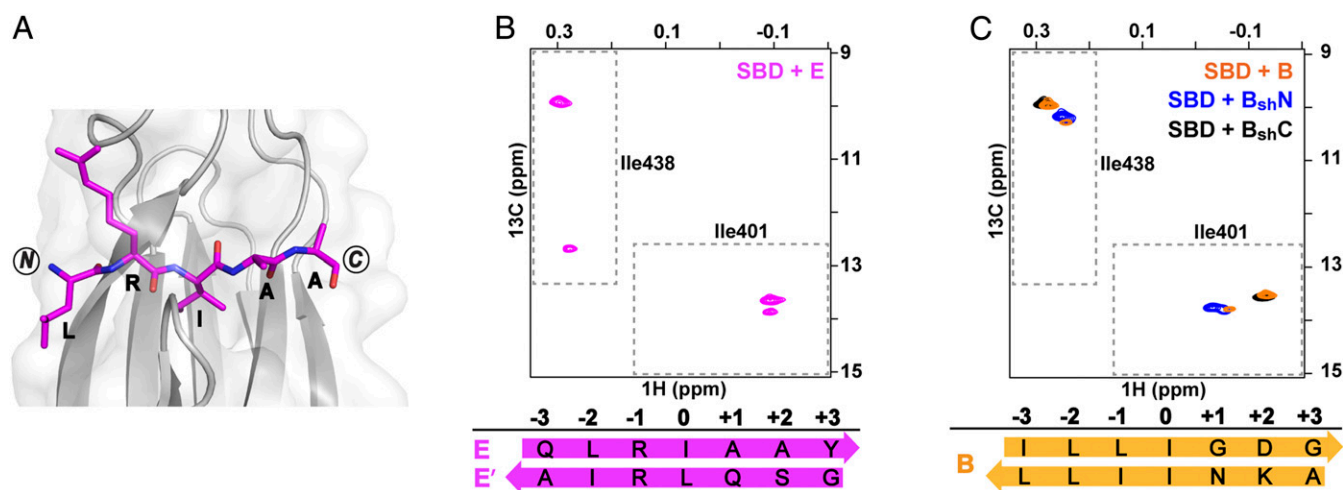 A
N
L
R
I
A
A
C
B
0.3 0.1 -0.1
SBD + E
9
11
13
15
13C (ppm)
Ile438
Ile401
1H (ppm)
-3 -2 -1 0 +1 +2 +3
E Q L R I A A Y
E' A I R L Q S G
C
0.3 0.1 -0.1
SBD + B
SBD + BshN
SBD + BshC
9
11
13
15
13C (ppm)
Ile438
Ile401
1H (ppm)
-3 -2 -1 0 +1 +2 +3
B
I L L I G D G
L L I I N K A